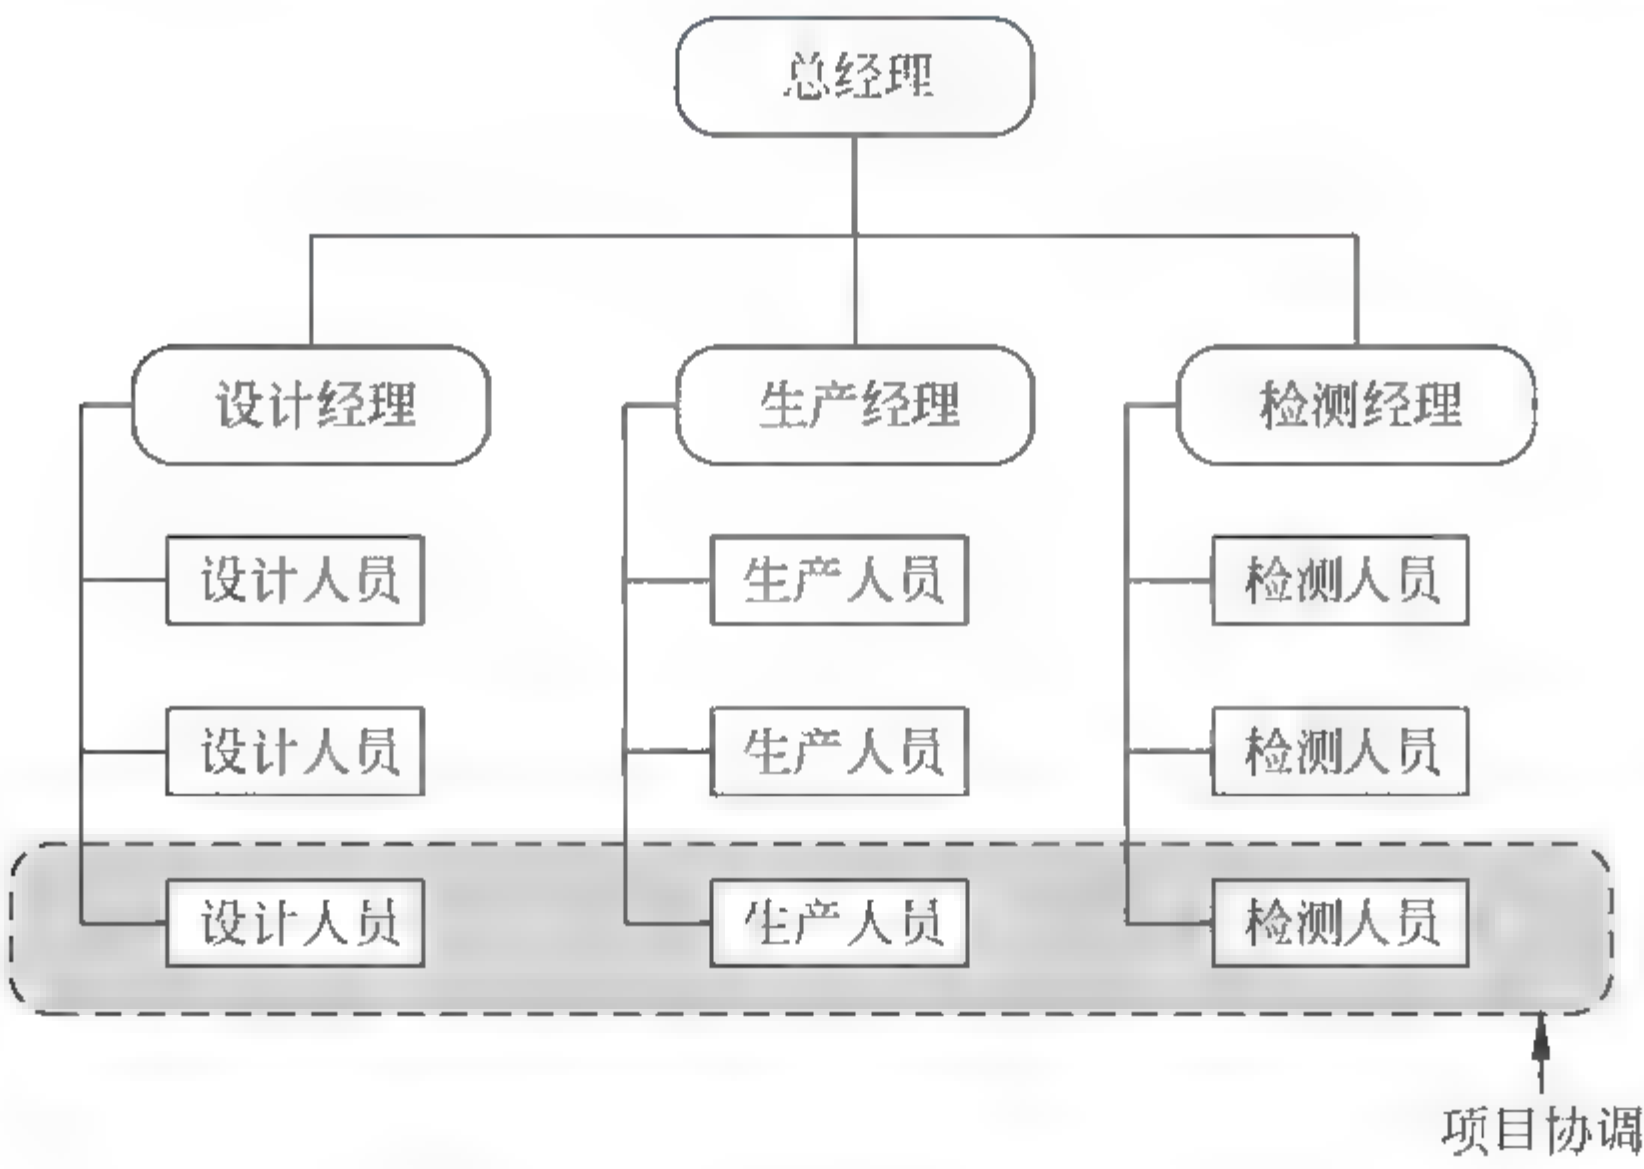 总经理
设计经理
生产经理
检测经理
设计人员
生产人员
检测人员
设计人员
生产人员
检测人员
设计人员
生产人员
检测人员
项目协调